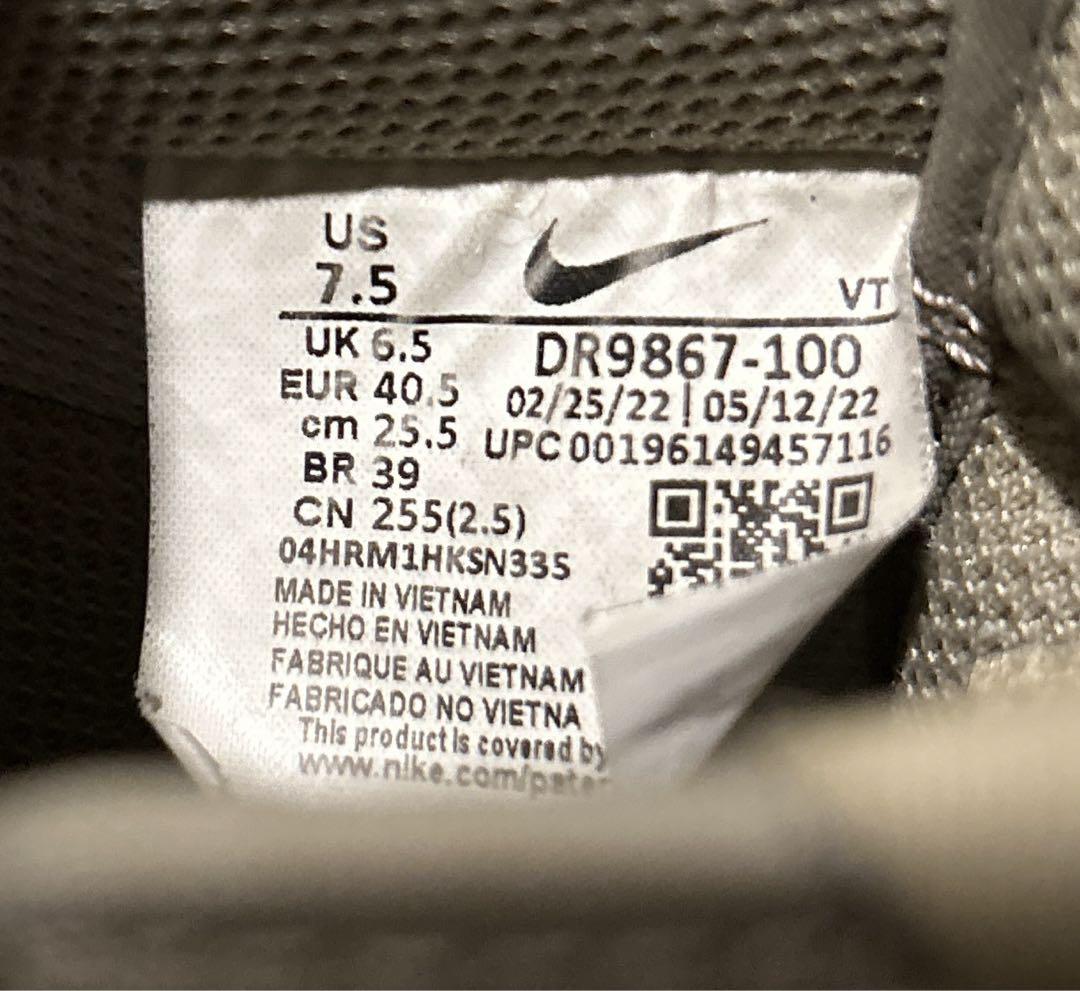 US
7.5
VT
UK 6.5
DR9867-100
EUR 40.5
02/25/22 | 05/12/22
cm 25.5
UPC 00196149457116
BR 39
CN 255(2.5)
04HRM1HKSN335
MADE IN VIETNAM
HECHO EN VIETNAM
FABRIQUE AU VIETNAM
FABRICADO NO VIETNA
This product is covered by
www.nike.com/pate